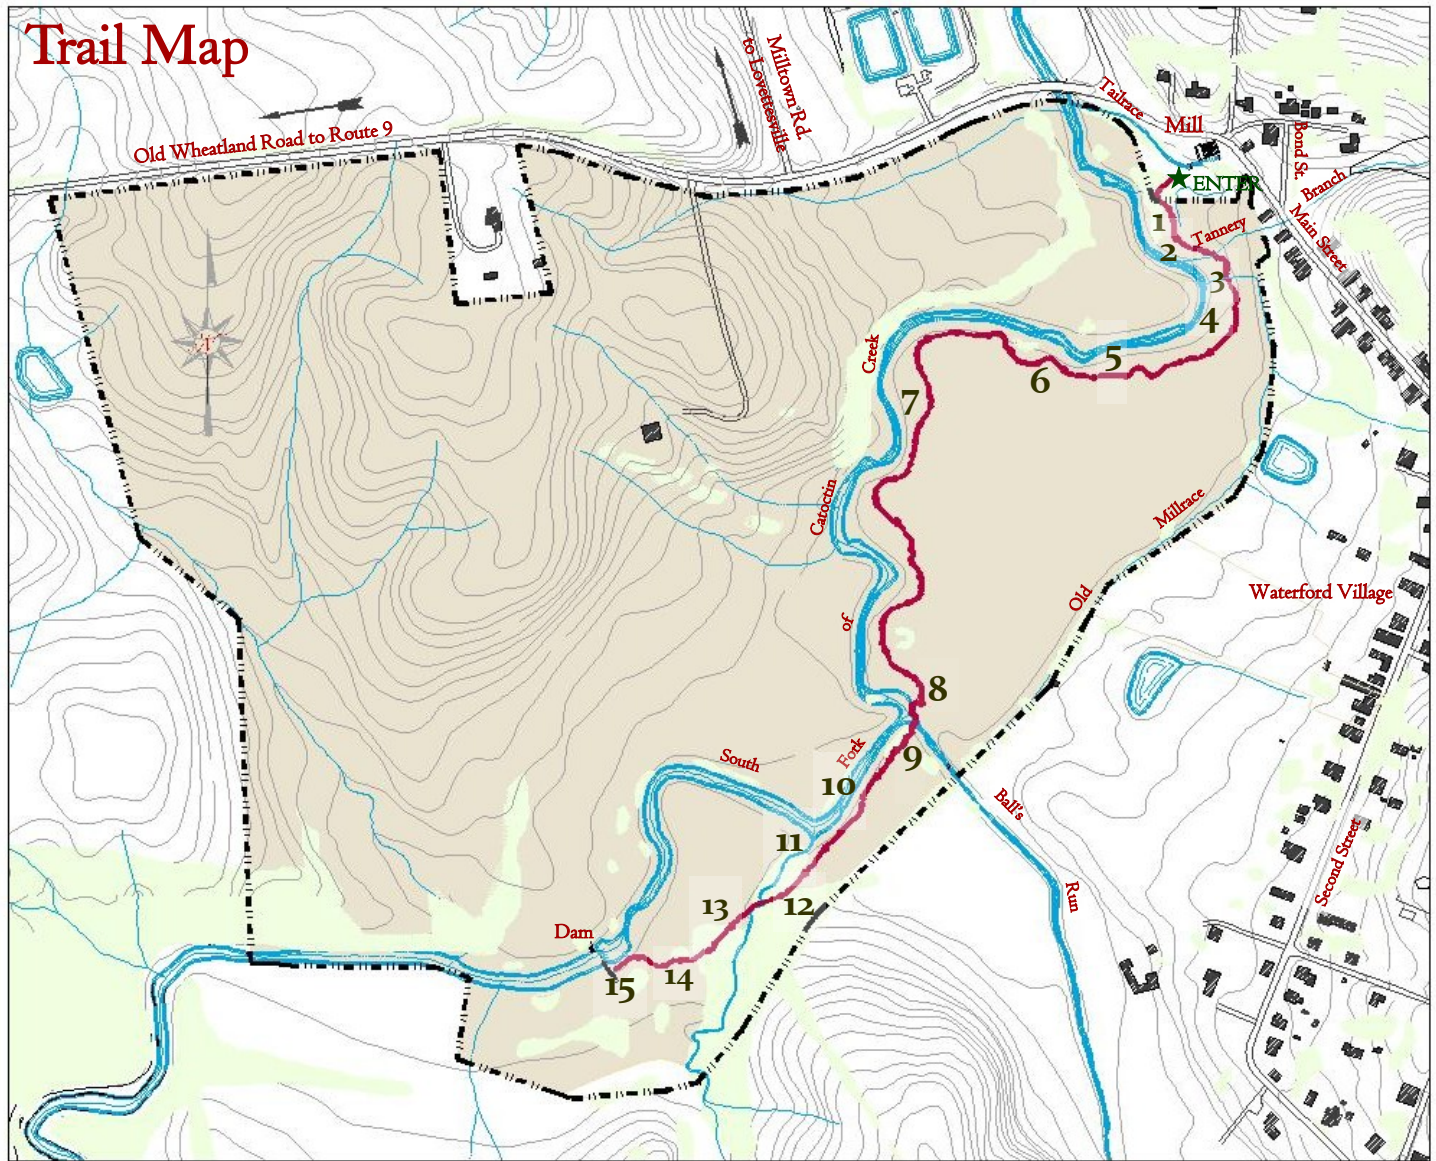 Trail Map
Old Wheatland Road to Route 9
Milltown Rd.
to Lovettesville
Tailrace
Mill
Bond St.
ENTER
Branch
Main Street
Tannery
1
2
3
4
5
6
7
Creek
Catoctin
of
Millrace
Old
Waterford Village
8
9
Fork
South
10
11
12
13
14
15
Dam
Ball's
Run
Second Street